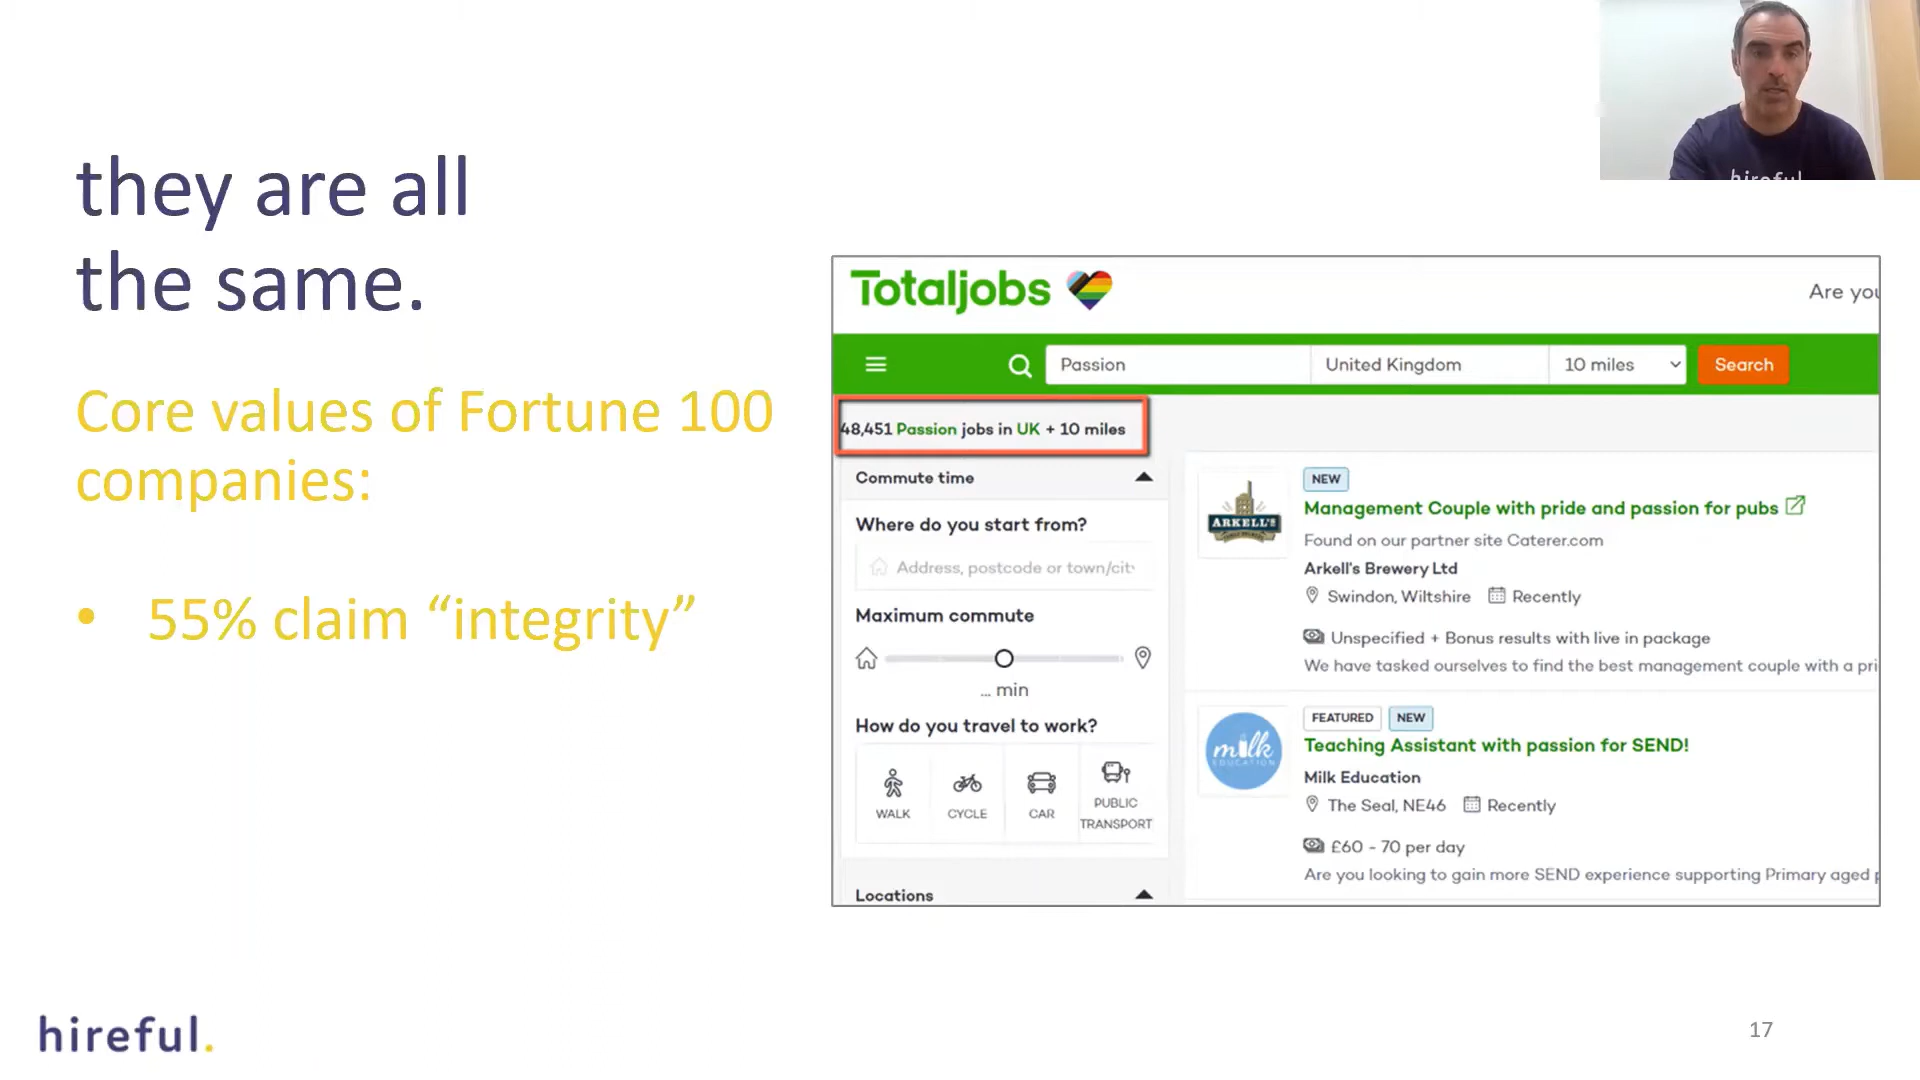 they are all
the same.
Core values of Fortune 100
companies:
• 55% claim “integrity”
hireful
Totaljobs
Are you
Passion
United Kingdom
10 miles
Search
48,451 Passion jobs in UK + 10 miles
Commute time
Where do you start from?
Address, postcode or town/city
Maximum commute
... min
How do you travel to work?
WALK
CYCLE
CAR
PUBLIC
TRANSPORT
Locations
ARKELL'S
NEW
Management Couple with pride and passion for pubs
Found on our partner site Caterer.com
Arkell's Brewery Ltd
Swindon, Wiltshire Recently
Unspecified + Bonus results with live in package
We have tasked ourselves to find the best management couple with a pri
milk
EDUCATION
FEATURED NEW
Teaching Assistant with passion for SEND!
Milk Education
The Seal, NE46 Recently
£60 - 70 per day
Are you looking to gain more SEND experience supporting Primary aged p
hireful.
17